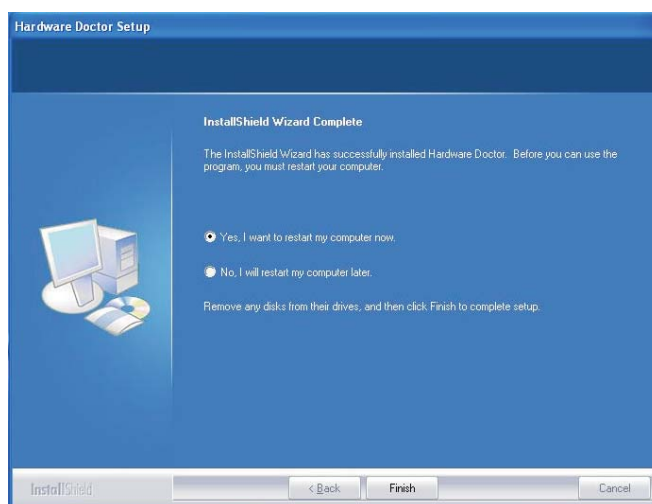 Hardware Doctor Setup
InstallShield Wizard Complete
The InstallShield Wizard has successfully installed Hardware Doctor. Before you can use the
program, you must restart your computer.
Yes, I want to restart my computer now.
No, I will restart my computer later.
Remove any disks from their drives, and then click Finish to complete setup.
InstallShield
< Back
Finish
Cancel